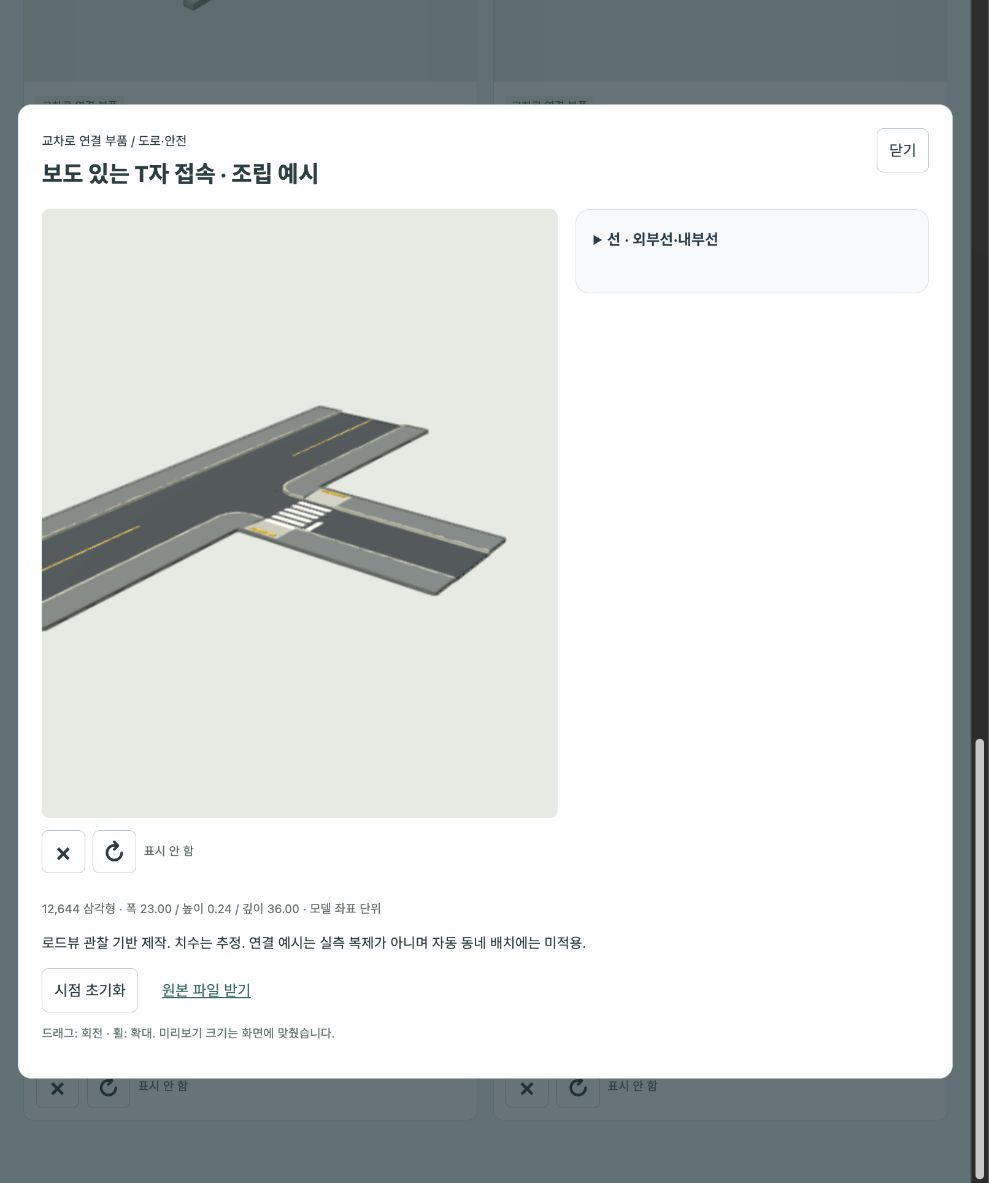 교차로 연결 부품 / 도로·안전
보도 있는 T자 접속 · 조립 예시
닫기
▶ 선 · 외부선·내부선
표시 안 함
12,644 삼각형 · 폭 23.00 / 높이 0.24 / 깊이 36.00 · 모델 좌표 단위
로드뷰 관찰 기반 제작. 치수는 추정. 연결 예시는 실측 복제가 아니며 자동 동네 배치에는 미적용.
시점 초기화
원본 파일 받기
드래그: 회전 · 휠: 확대. 미리보기 크기는 화면에 맞췄습니다.
표시 안 함
표시 안 함